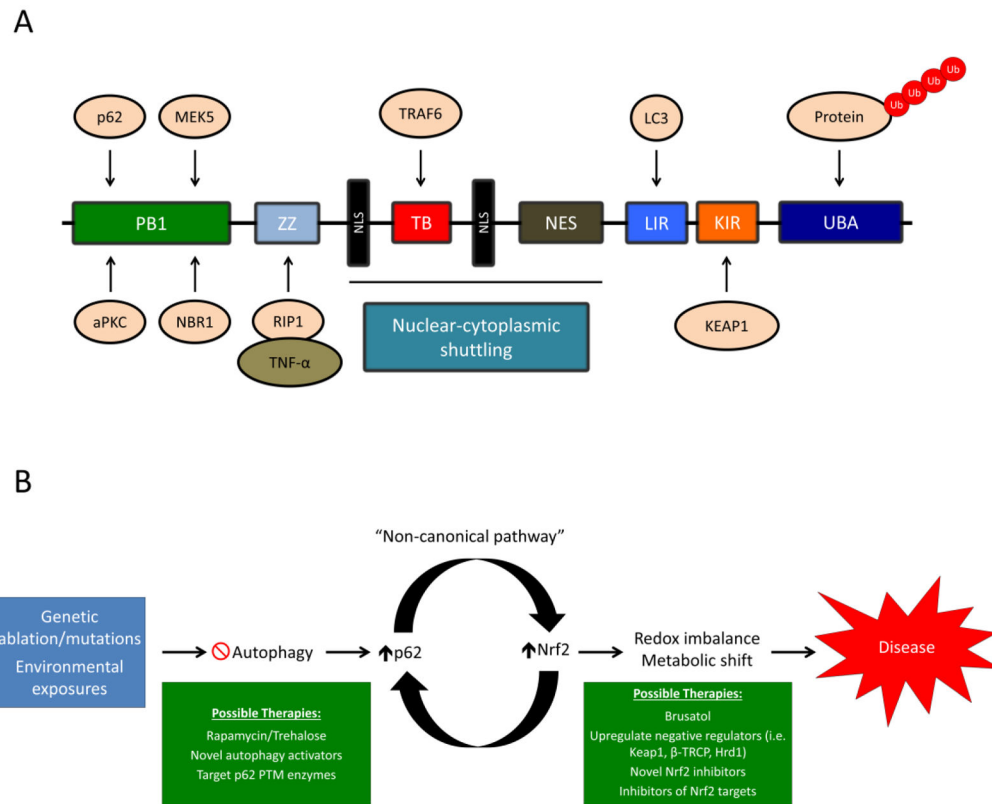 A
p62
MEK5
TRAF6
LC3
Protein
Ub
Ub
Ub
Ub
PB1
ZZ
NLS
TB
NLS
NES
LIR
KIR
UBA
aPKC
NBR1
RIP1
TNF-α
Nuclear-cytoplasmic
shuttling
KEAP1
B
“Non-canonical pathway”
Genetic
ablation/mutations
Environmental
exposures
Autophagy
p62
Nrf2
Redox imbalance
Metabolic shift
Disease
Possible Therapies:
Rapamycin/Trehalose
Novel autophagy activators
Target p62 PTM enzymes
Possible Therapies:
Brusatol
Upregulate negative regulators (i.e.
Keap1, β-TRCP, Hrd1)
Novel Nrf2 inhibitors
Inhibitors of Nrf2 targets